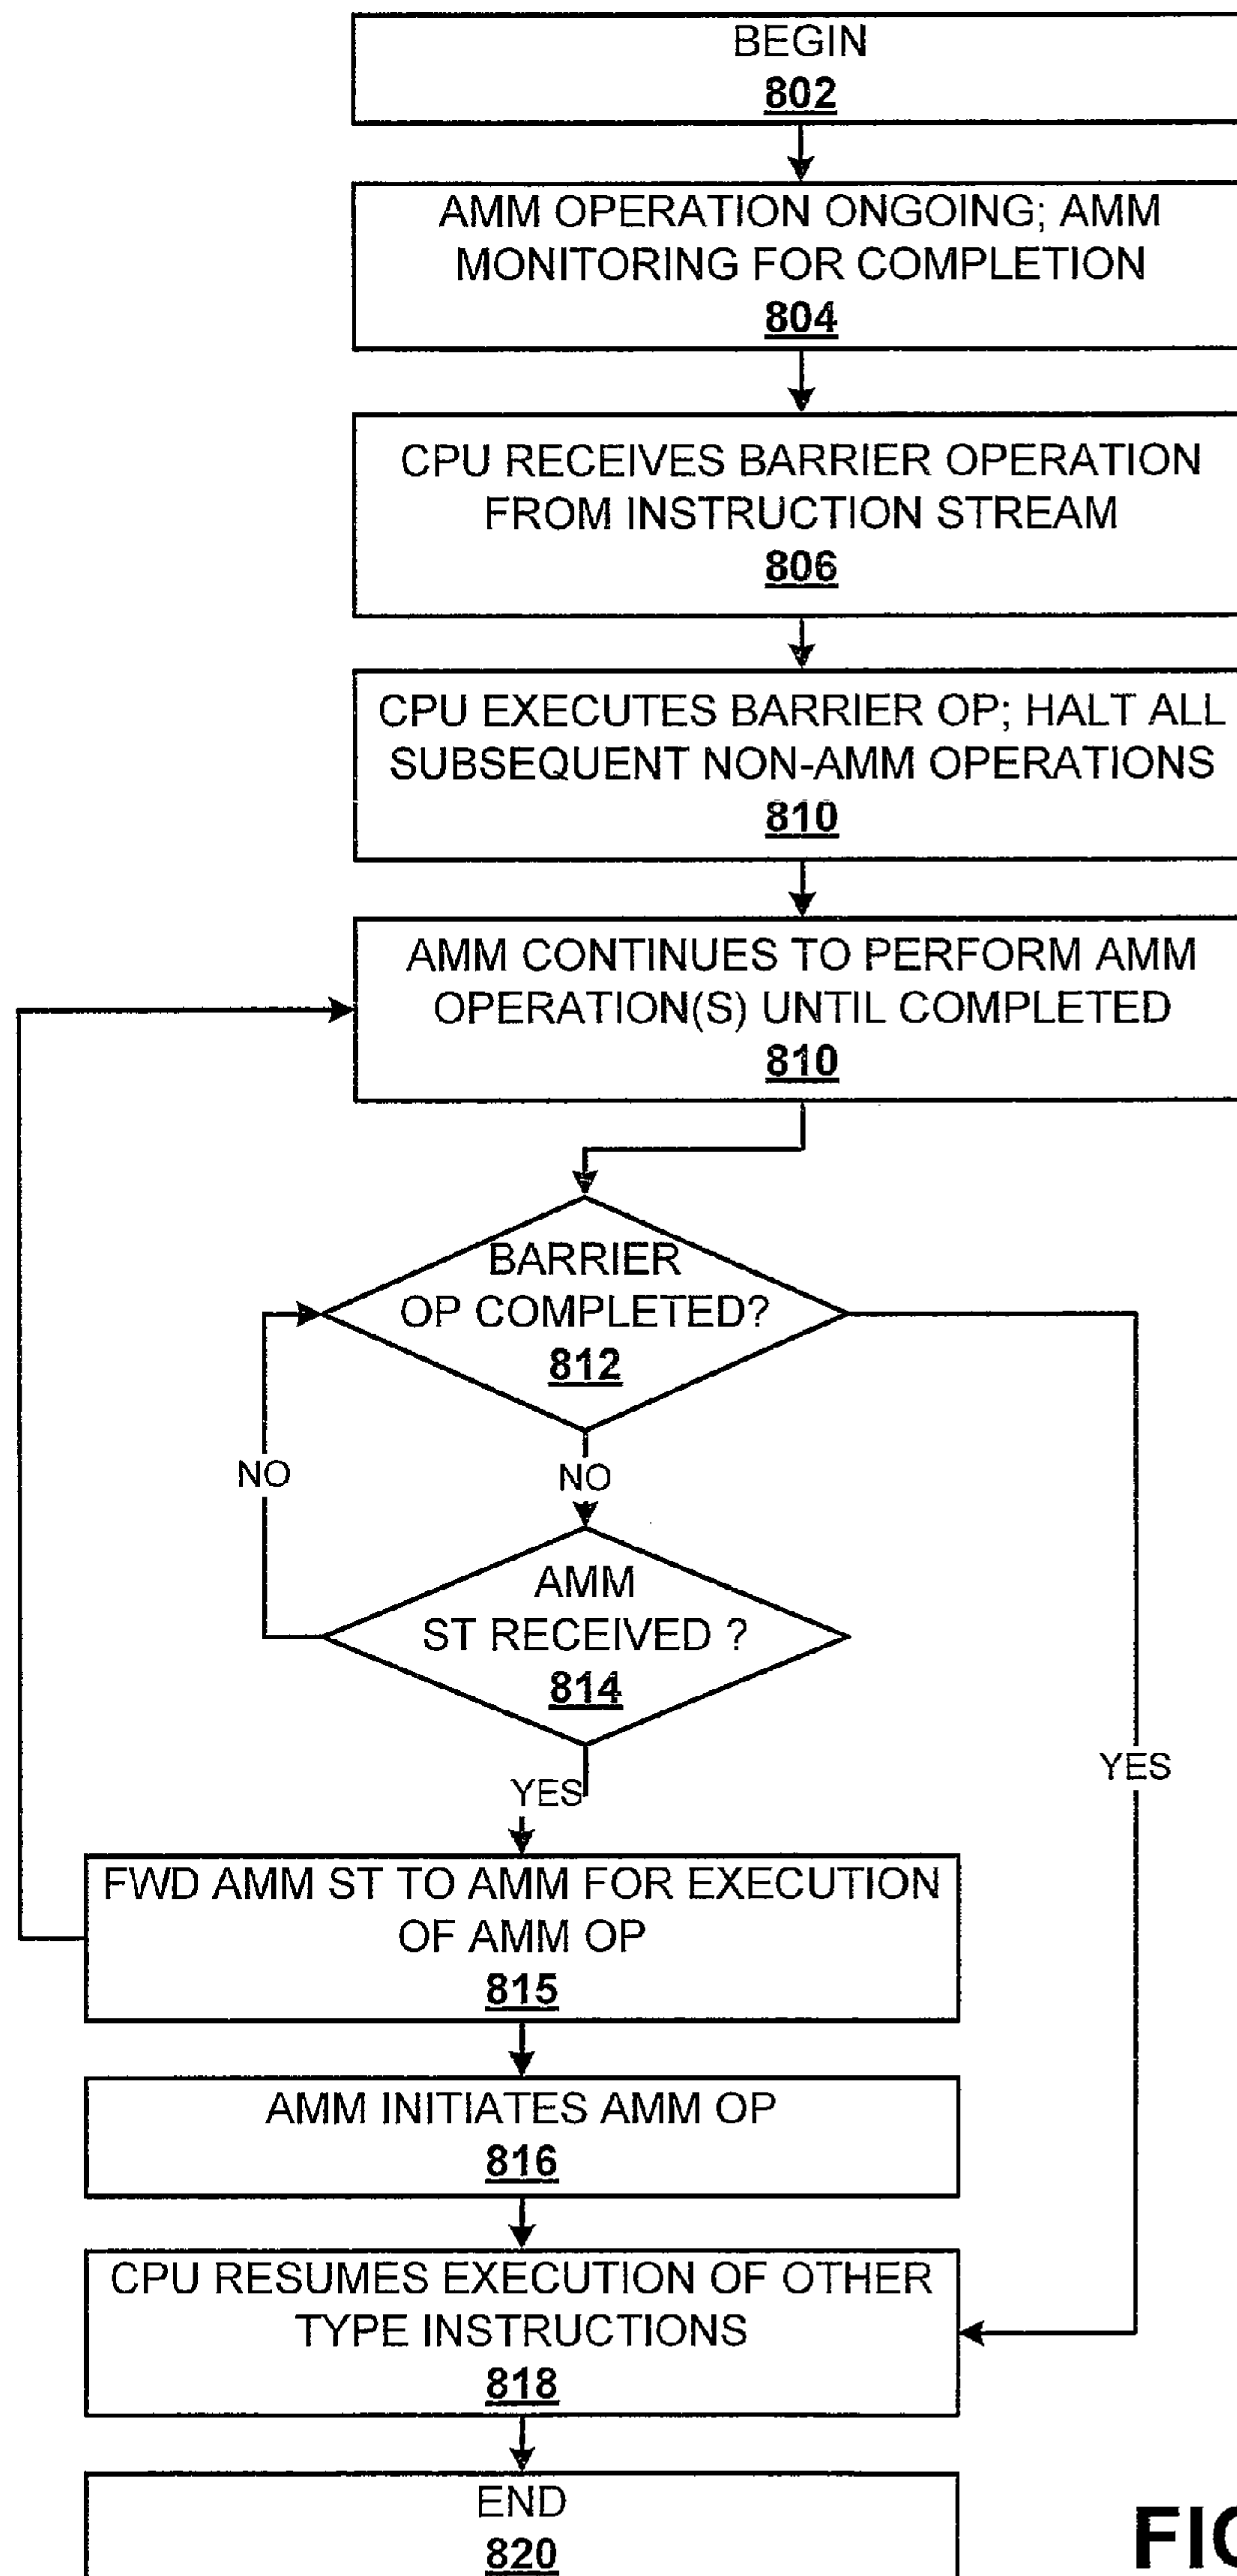 BEGIN
802
AMM OPERATION ONGOING; AMM
MONITORING FOR COMPLETION
804
CPU RECEIVES BARRIER OPERATION
FROM INSTRUCTION STREAM
806
CPU EXECUTES BARRIER OP; HALT ALL
SUBSEQUENT NON-AMM OPERATIONS
810
AMM CONTINUES TO PERFORM AMM
OPERATION(S) UNTIL COMPLETED
810
BARRIER
OP COMPLETED?
812
NO
NO
AMM
ST RECEIVED ?
814
YES
YES
FWD AMM ST TO AMM FOR EXECUTION
OF AMM OP
815
AMM INITIATES AMM OP
816
CPU RESUMES EXECUTION OF OTHER
TYPE INSTRUCTIONS
818
END
820